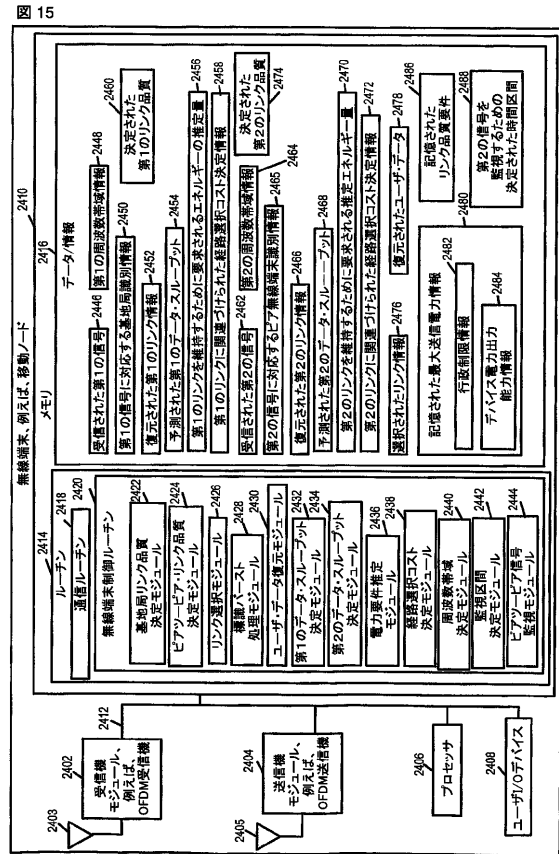 図 15
無線端末、例えば、移動ノード
2410
2402
2403
受信機
モジュール、
例えば、
OFDM受信機
2412
2404
2405
送信機
モジュール、
例えば、
OFDM送信機
2406
プロセッサ
2408
ユーザI/Oデバイス
メモリ
2414
ルーチン
2418
通信ルーチン
2420
無線端末制御ルーチン
基地局リンク品質
決定モジュール
2422
ピアツーピア・リンク品質
決定モジュール
2424
リンク選択モジュール
2426
標識バースト
処理モジュール
2428
ユーザ・データ復元モジュール
2430
第1のデータ・スループット
決定モジュール
2432
第2のデータ・スループット
決定モジュール
2434
電力要件推定
モジュール
2436
経路選択コスト
決定モジュール
2438
周波数帯域
決定モジュール
2440
監視区間
決定モジュール
2442
ピアツーピア信号
監視モジュール
2444
2416
データ/情報
受信された第1の信号
2446
第1の周波数帯域情報
2448
第1の信号に対応する基地局識別情報
2450
決定された
第1のリンク品質
2460
復元された第1のリンク情報
2452
予測された第1のデータ・スループット
2454
第1のリンクを維持するために要求されるエネルギーの推定量
2456
第1のリンクに関連づけられた経路選択コスト決定情報
2458
受信された第2の信号
2462
第2の周波数帯域情報
2464
決定された
第2のリンク品質
2474
第2の信号に対応するピア無線端末識別情報
2465
復元された第2のリンク情報
2466
予測された第2のデータ・スループット
2468
第2のリンクを維持するために要求する推定エネルギー量
2470
第2のリンクに関連づけられた経路選択コスト決定情報
2472
選択されたリンク情報
2476
復元されたユーザ・データ
2478
記憶された最大送信電力情報
2480
行政制限情報
2482
デバイス電力出力
能力情報
2484
記憶された
リンク品質要件
2486
第2の信号を
監視するための
決定された時間区間
2488